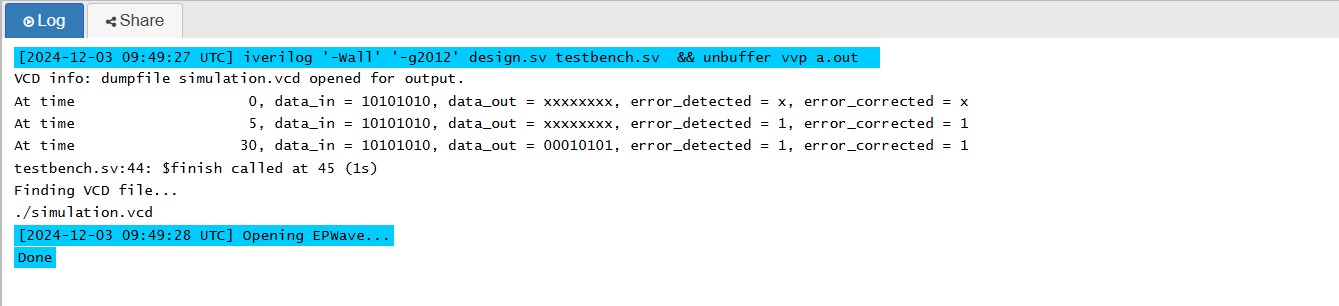 Log Share
[2024-12-03 09:49:27 UTC] iverilog '-Wall' '-g2012' design.sv testbench.sv  && unbuffer vvp a.out
VCD info: dumpfile simulation.vcd opened for output.
At time                    0, data_in = 10101010, data_out = xxxxxxxx, error_detected = x, error_corrected = x
At time                    5, data_in = 10101010, data_out = xxxxxxxx, error_detected = 1, error_corrected = 1
At time                   30, data_in = 10101010, data_out = 00010101, error_detected = 1, error_corrected = 1
testbench.sv:44: $finish called at 45 (1s)
Finding VCD file...
./simulation.vcd
[2024-12-03 09:49:28 UTC] Opening EPWave...
Done